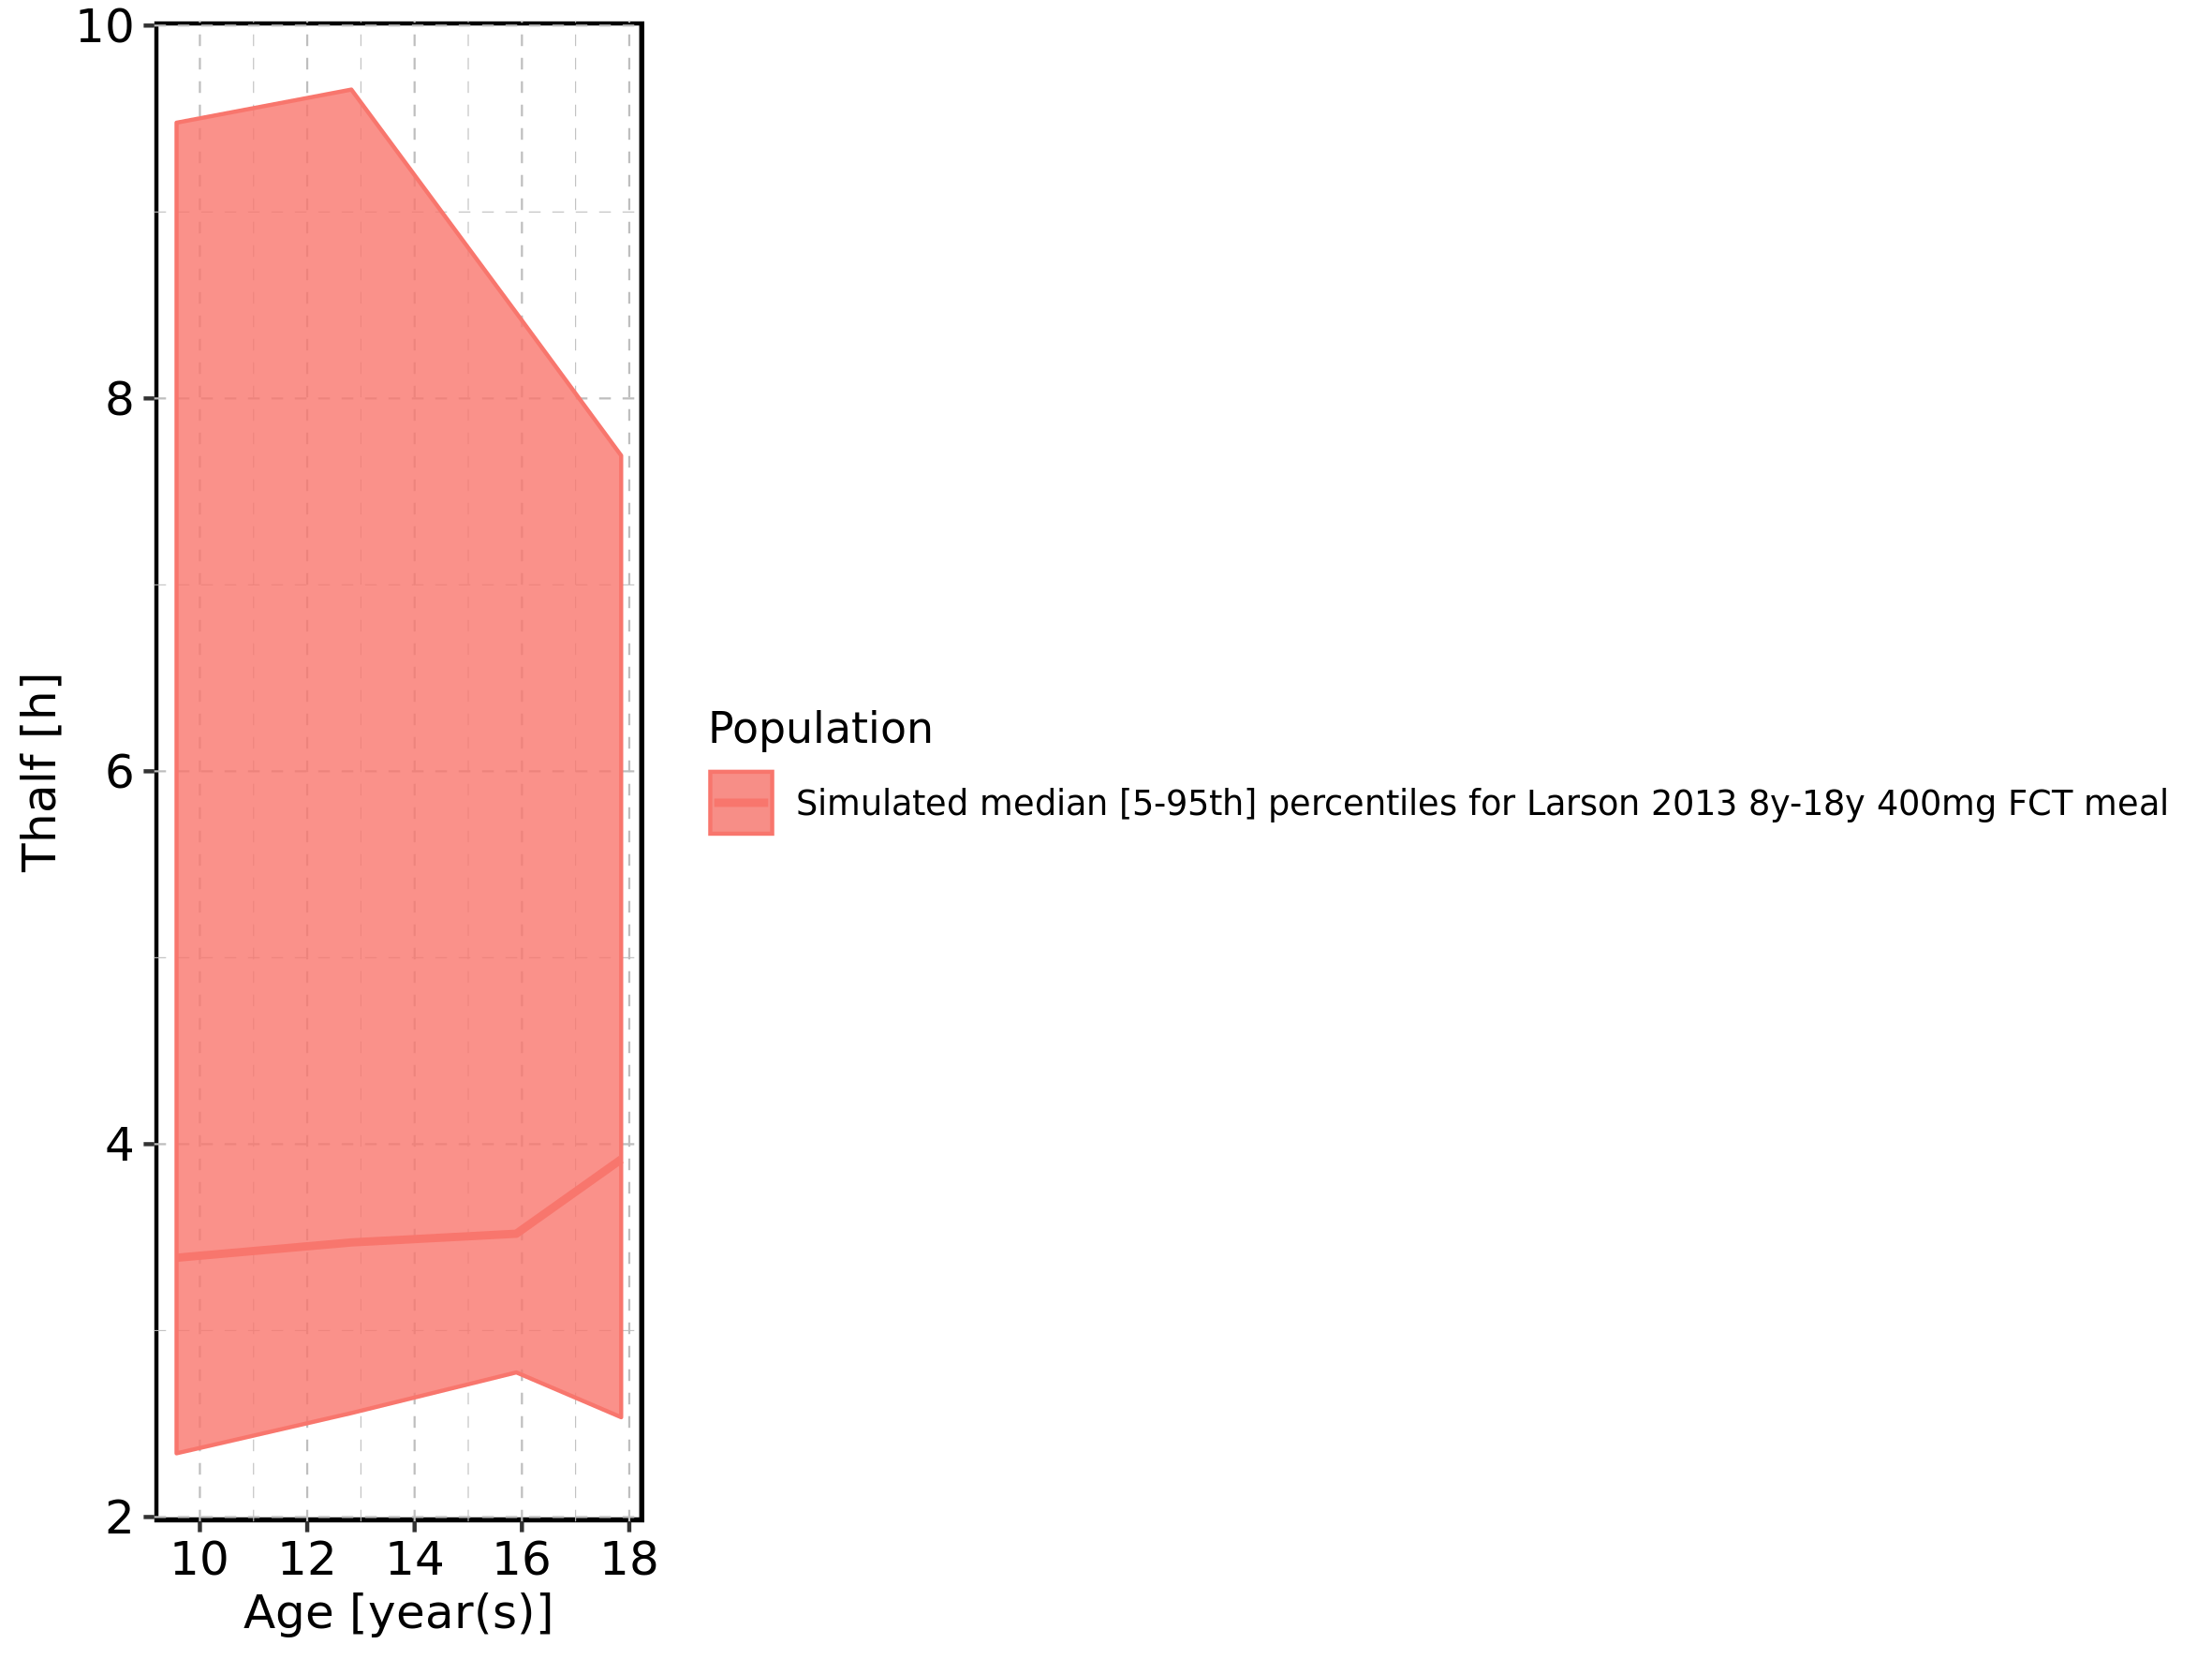 10
8
6
4
2
Thalf [h]
10 12 14 16 18
Age [year(s)]
Population
Simulated median [5-95th] percentiles for Larson 2013 8y-18y 400mg FCT meal